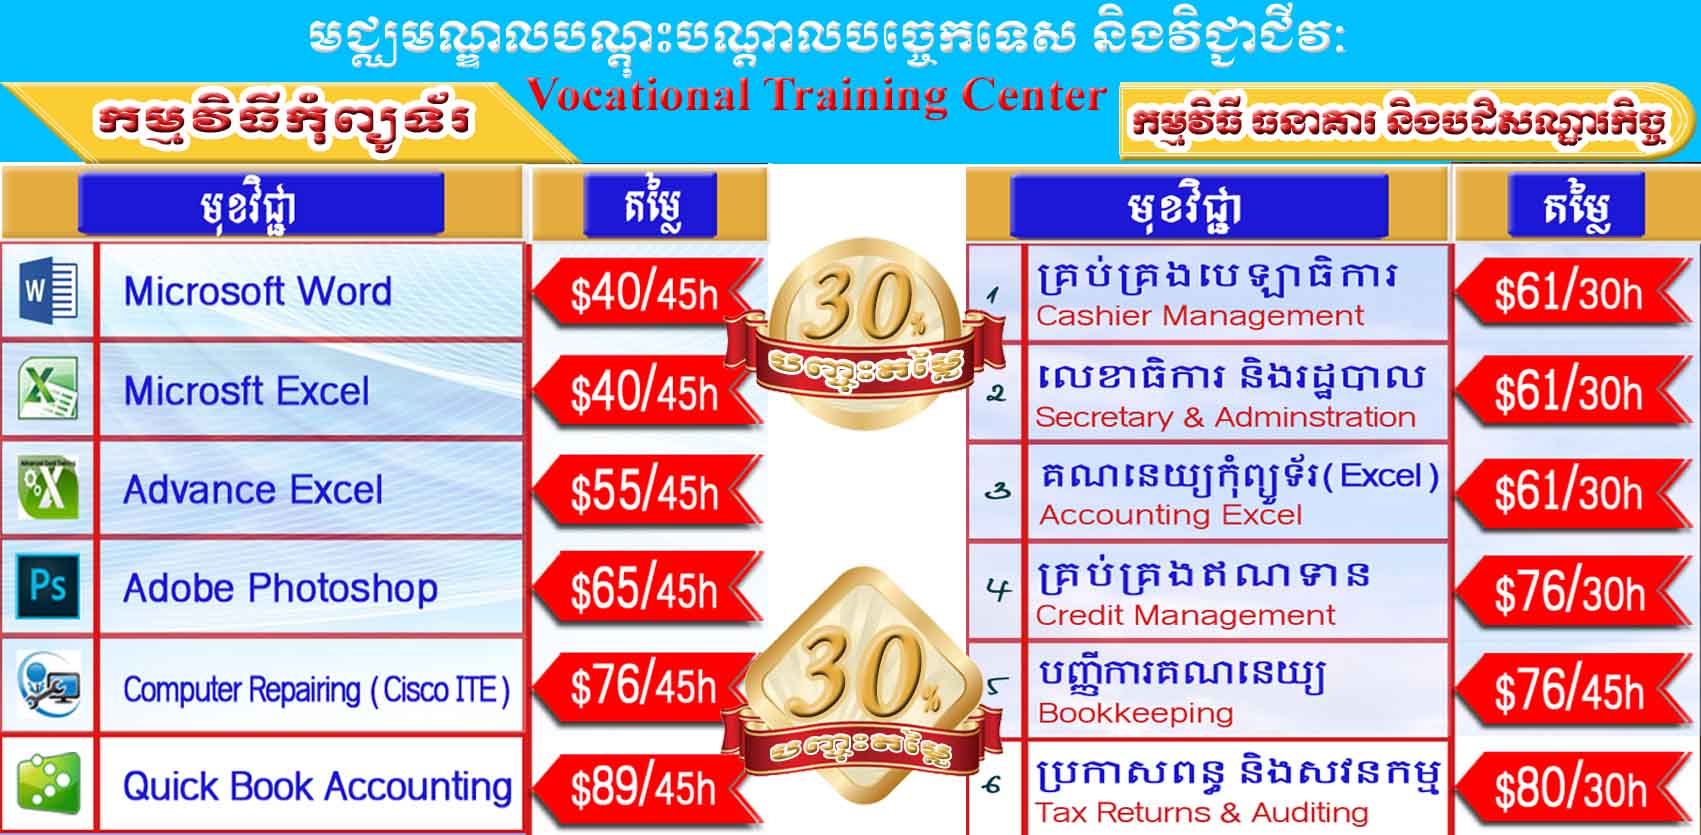 មជ្ឈមណ្ឌលបណ្តុះបណ្តាលបច្ចេកទេស និងវិជ្ជាជីវៈ
Vocational Training Center
កម្មវិធីកុំព្យូទ័រ
មុខវិជ្ជា តម្លៃ
W Microsoft Word $40/45h
X Microsft Excel $40/45h
X Advance Excel $55/45h
Ps Adobe Photoshop $65/45h
Computer Repairing ( Cisco ITE ) $76/45h
Quick Book Accounting $89/45h
30%
បញ្ចុះតម្លៃ
30%
បញ្ចុះតម្លៃ
កម្មវិធី ធនាគារ និងបដិសណ្ឋារកិច្ច
មុខវិជ្ជា តម្លៃ
1 គ្រប់គ្រងបេឡាធិការ $61/30h
Cashier Management
2 លេខាធិការ និងរដ្ឋបាល $61/30h
Secretary & Adminstration
3 គណនេយ្យកុំព្យូទ័រ(Excel) $61/30h
Accounting Excel
4 គ្រប់គ្រងឥណទាន $76/30h
Credit Management
5 បញ្ញីការគណនេយ្យ $76/45h
Bookkeeping
6 ប្រកាសពន្ធ និងសវនកម្ម $80/30h
Tax Returns & Auditing